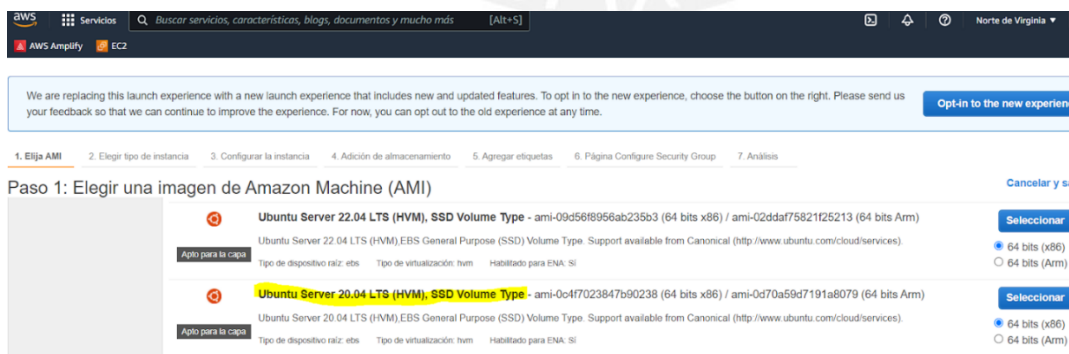 aws Servicios Buscar servicios, características, blogs, documentos y mucho más [Alt+S] Norte de Virginia
AWS Amplify EC2
We are replacing this launch experience with a new launch experience that includes new and updated features. To opt in to the new experience, choose the button on the right. Please send us
your feedback so that we can continue to improve the experience. For now, you can opt out to the old experience at any time.
Opt-in to the new experien
1. Elija AMI 2. Elegir tipo de instancia 3. Configurar la instancia 4. Adición de almacenamiento 5. Agregar etiquetas 6. Página Configure Security Group 7. Análisis
Paso 1: Elegir una imagen de Amazon Machine (AMI)
Cancelar y sa
Ubuntu Server 22.04 LTS (HVM), SSD Volume Type - ami-09d56f8956ab235b3 (64 bits x86) / ami-02ddaf75821f25213 (64 bits Arm)
Seleccionar
Ubuntu Server 22.04 LTS (HVM),EBS General Purpose (SSD) Volume Type. Support available from Canonical (http://www.ubuntu.com/cloud/services).
64 bits (x86)
Apto para la capa
Tipo de dispositivo raíz: ebs Tipo de virtualización: hvm Habilitado para ENA: Sí
64 bits (Arm)
Ubuntu Server 20.04 LTS (HVM), SSD Volume Type - ami-0c4f7023847b90238 (64 bits x86) / ami-0d70a59d7191a8079 (64 bits Arm)
Seleccionar
Ubuntu Server 20.04 LTS (HVM),EBS General Purpose (SSD) Volume Type. Support available from Canonical (http://www.ubuntu.com/cloud/services).
64 bits (x86)
Apto para la capa
Tipo de dispositivo raíz: ebs Tipo de virtualización: hvm Habilitado para ENA: Sí
64 bits (Arm)